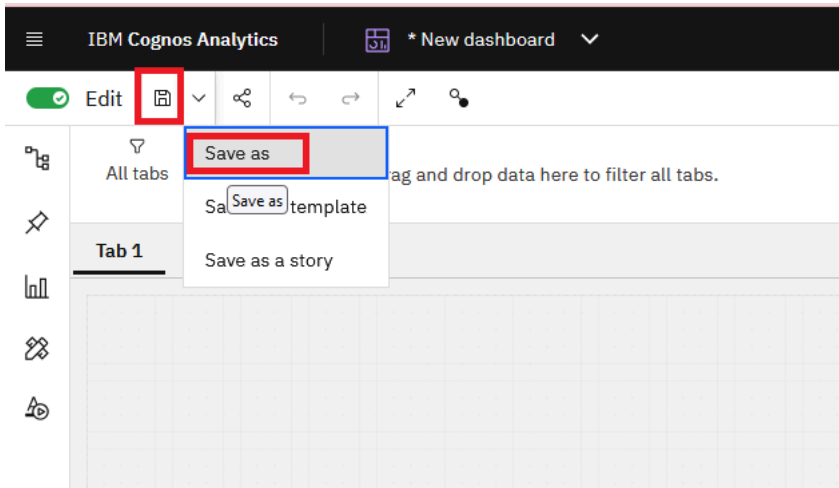 IBM Cognos Analytics
* New dashboard
Edit
All tabs
Save as
ag and drop data here to filter all tabs.
Sa
Save as
template
Save as a story
Tab 1